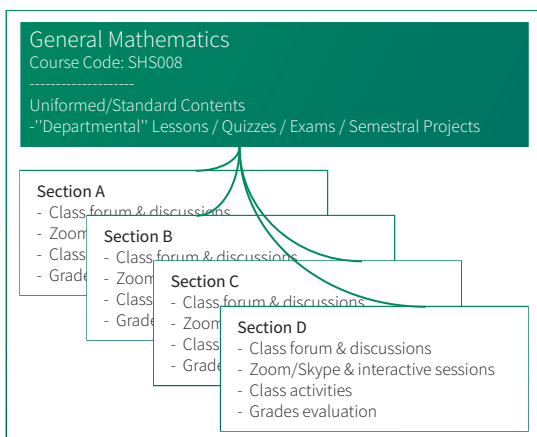 General Mathematics
Course Code: SHS008
--------------------
Uniformed/Standard Contents
-"Departmental" Lessons / Quizzes / Exams / Semestral Projects
Section A
- Class forum & discussions
- Zoom
- Class
- Grade
Section B
- Class forum & discussions
- Zoom
- Class
- Grade
Section C
- Class forum & discussions
- Zoom
- Class
- Grade
Section D
- Class forum & discussions
- Zoom/Skype & interactive sessions
- Class activities
- Grades evaluation